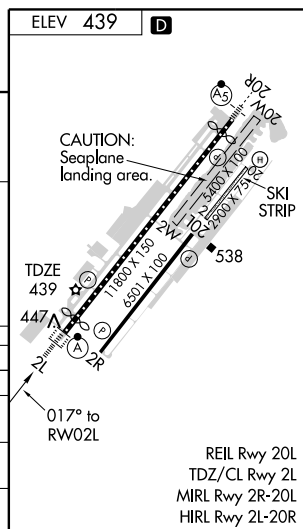 ELEV 439 D
A5
20R
20W
CAUTION:
Seaplane
landing area.
P
H
5400 X 100
2900 X 75
20
2
SKI
STRIP
2W
20L
538
P
TDZE
439
P
11800 X 150
6501 X 100
447
P
A
2R
2L
017° to
RW02L
REIL Rwy 20L
TDZ/CL Rwy 2L
MIRL Rwy 2R-20L
HIRL Rwy 2L-20R